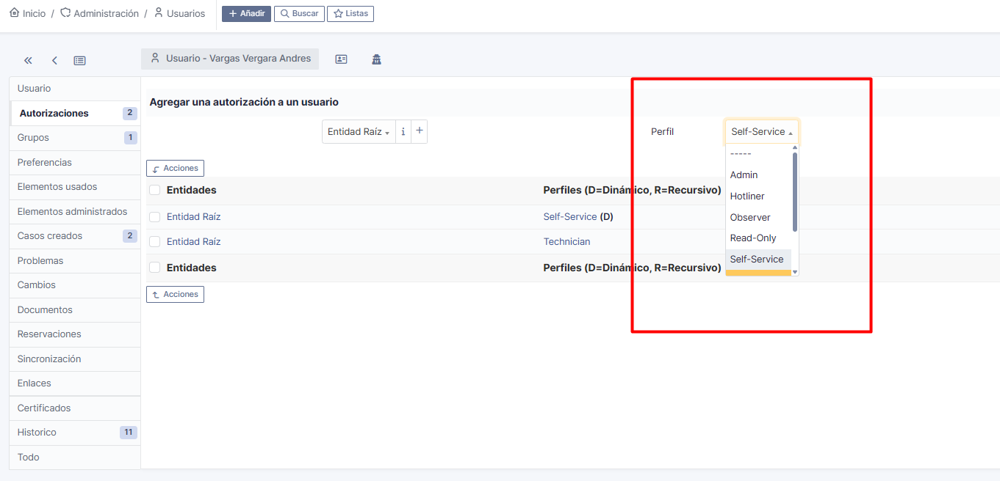 Inicio / Administración / Usuarios
+ Añadir
Buscar
Listas
Usuario - Vargas Vergara Andres
Usuario
Autorizaciones 2
Grupos 1
Preferencias
Elementos usados
Elementos administrados
Casos creados 2
Problemas
Cambios
Documentos
Reservaciones
Sincronización
Enlaces
Certificados
Historico 11
Todo
Agregar una autorización a un usuario
Entidad Raíz i +
Perfil
Self-Service
-----
Admin
Hotliner
Observer
Read-Only
Self-Service
Acciones
Entidades Perfiles (D=Dinámico, R=Recursivo)
Entidad Raíz Self-Service (D)
Entidad Raíz Technician
Entidades Perfiles (D=Dinámico, R=Recursivo)
Acciones